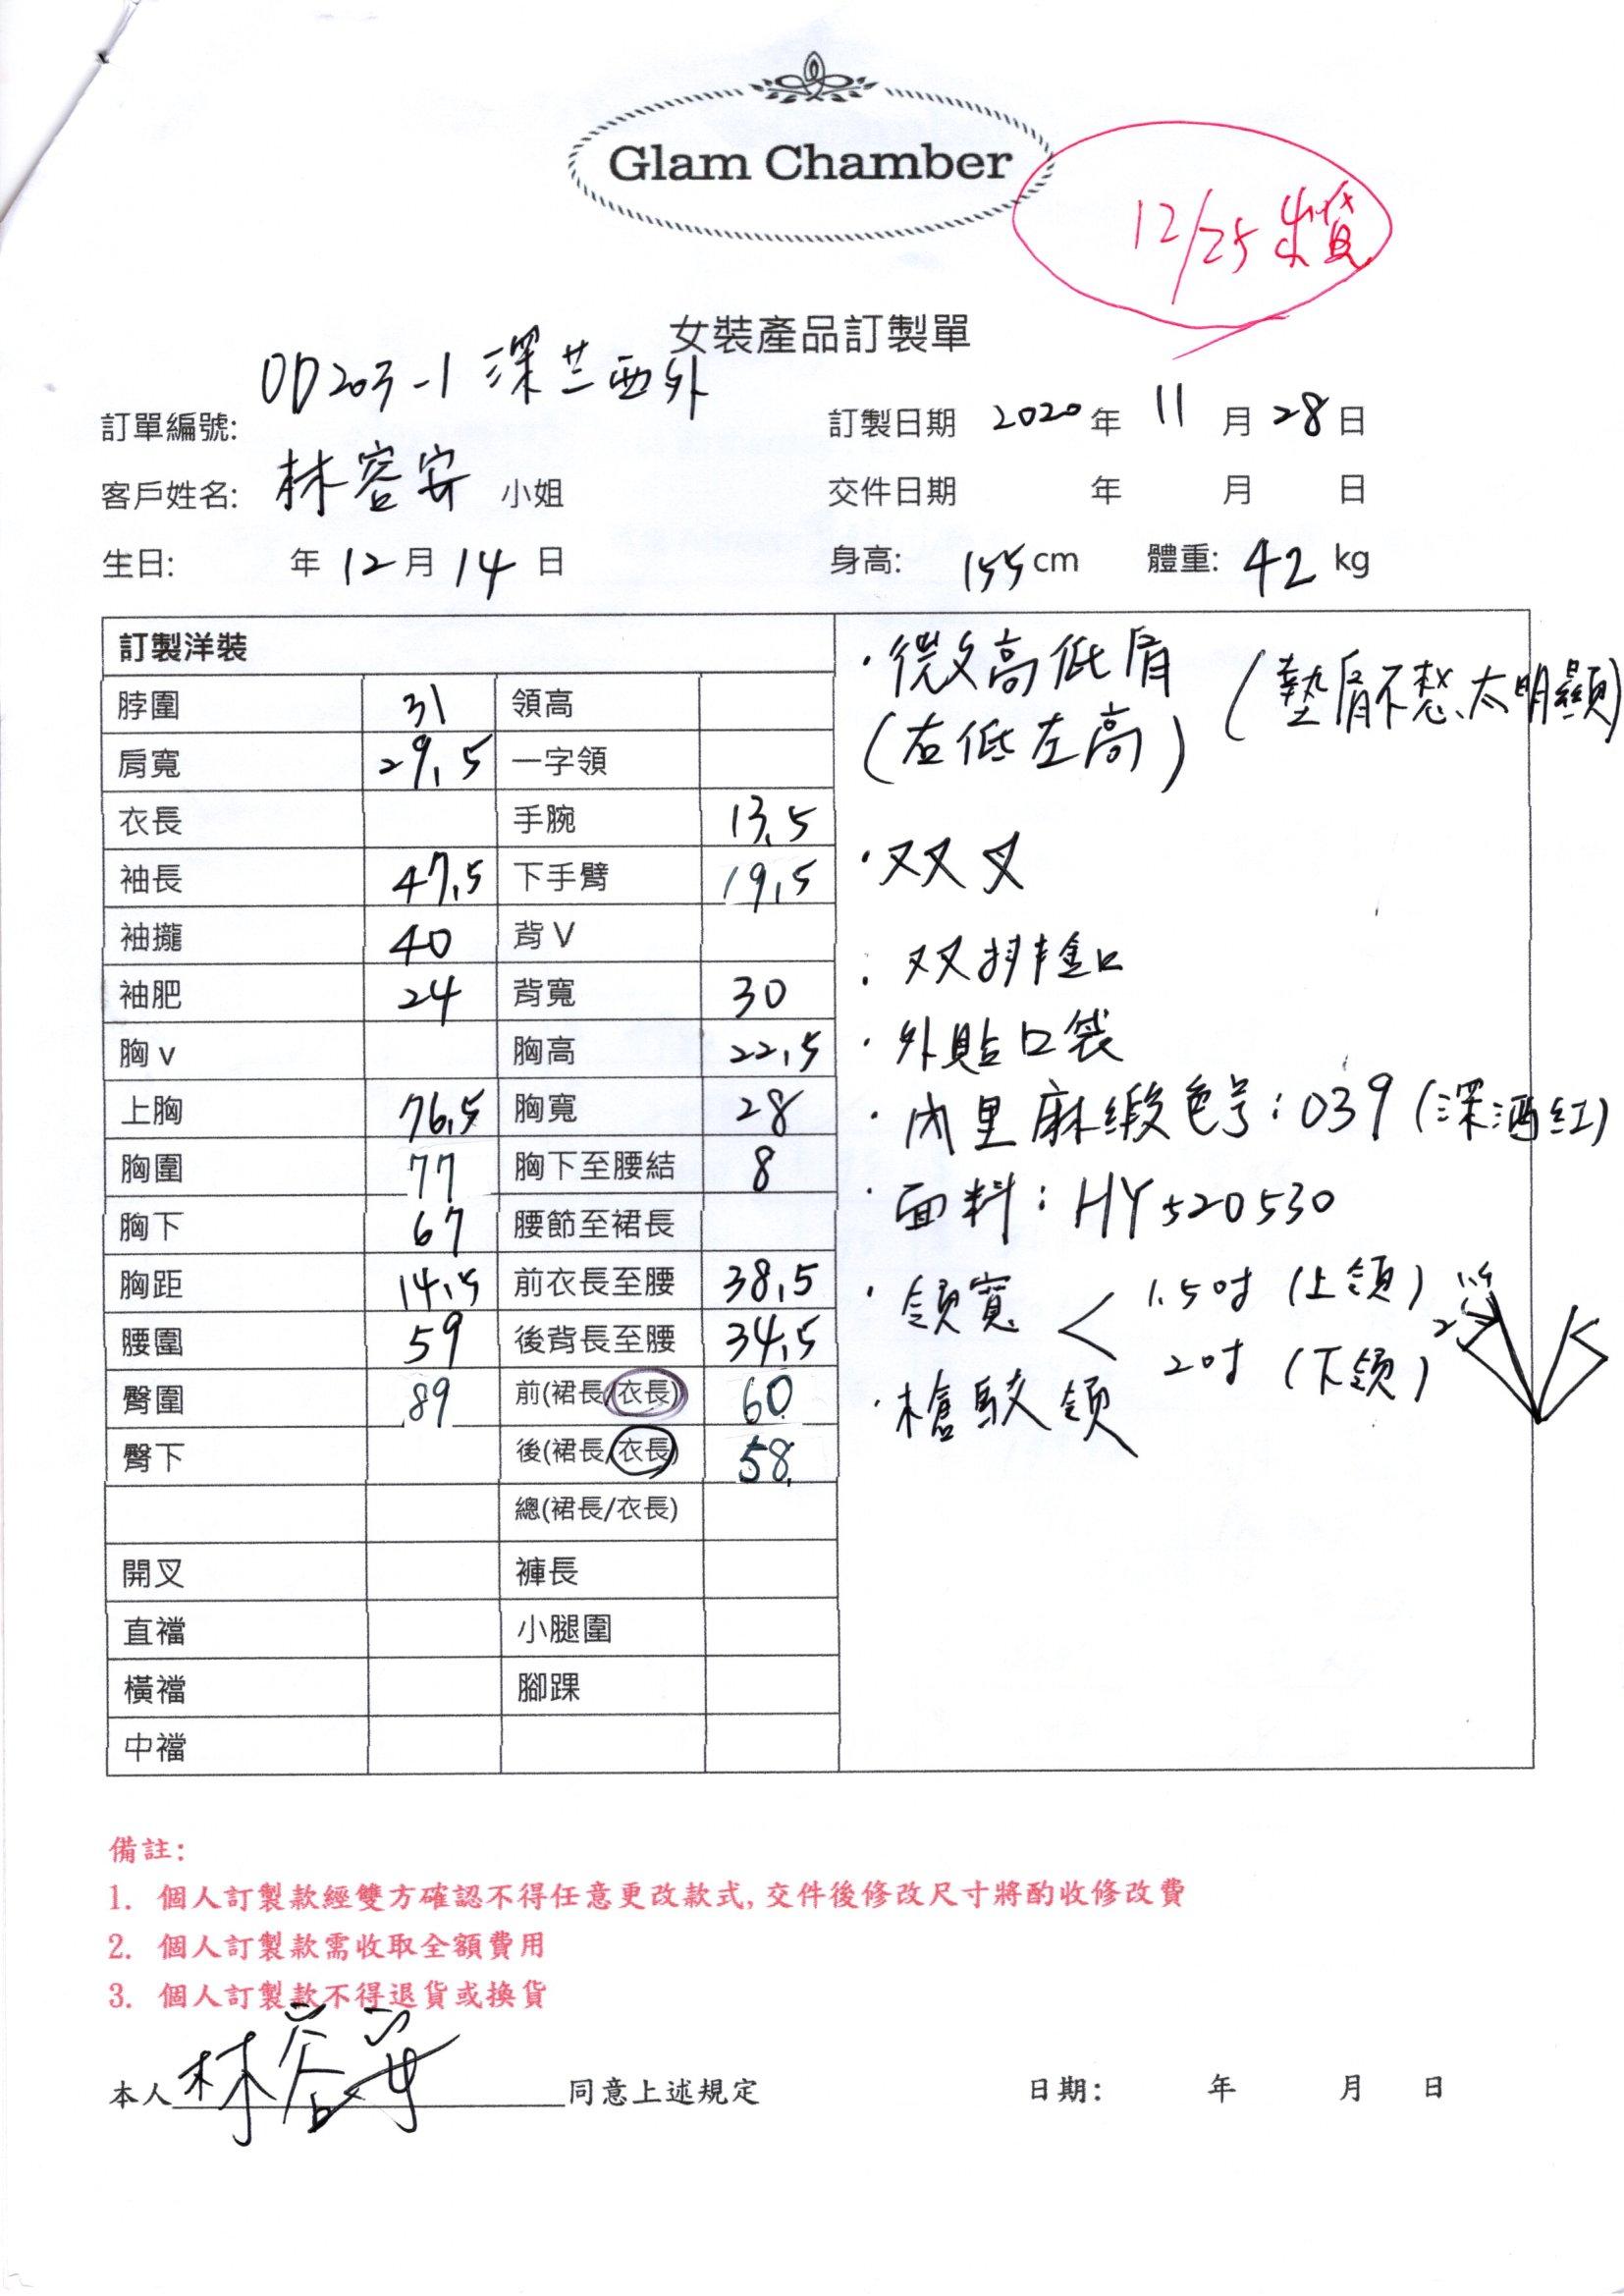 Glam Chamber
12/25 出貨
女裝產品訂製單
訂單編號: OD203-1 深芷西外
訂製日期 2020 年 11 月 28 日
客戶姓名: 林容安 小姐
交件日期 年 月 日
生日: 年 12 月 14 日
身高: 155 cm 體重: 42 kg
訂製洋裝
脖圍 31 領高
肩寬 29.5 一字領
衣長 手腕 13.5
袖長 47.5 下手臂 19.5
袖攏 40 背 V
袖肥 24 背寬 30
胸 v 胸高 22.5
上胸 76.5 胸寬 28
胸圍 77 胸下至腰結 8
胸下 67 腰節至裙長
胸距 14.5 前衣長至腰 38.5
腰圍 59 後背長至腰 34.5
臀圍 89 前(裙長/衣長) 60
臀下 後(裙長/衣長) 58
總(裙長/衣長)
開叉 褲長
直襠 小腿圍
橫襠 腳踝
中襠
·微高低肩 (墊肩不想太明顯)
(右低左高)
·双叉
·双排釦
·外貼口袋
·內里麻緞色号:039 (深酒紅)
·面料:HY520530
·領寬 < 1.5吋 (上領) 1.5
2吋 (下領) 2
·槍駁領
備註:
1. 個人訂製款經雙方確認不得任意更改款式,交件後修改尺寸將酌收修改費
2. 個人訂製款需收取全額費用
3. 個人訂製款不得退貨或換貨
本人 林容安 同意上述規定 日期: 年 月 日